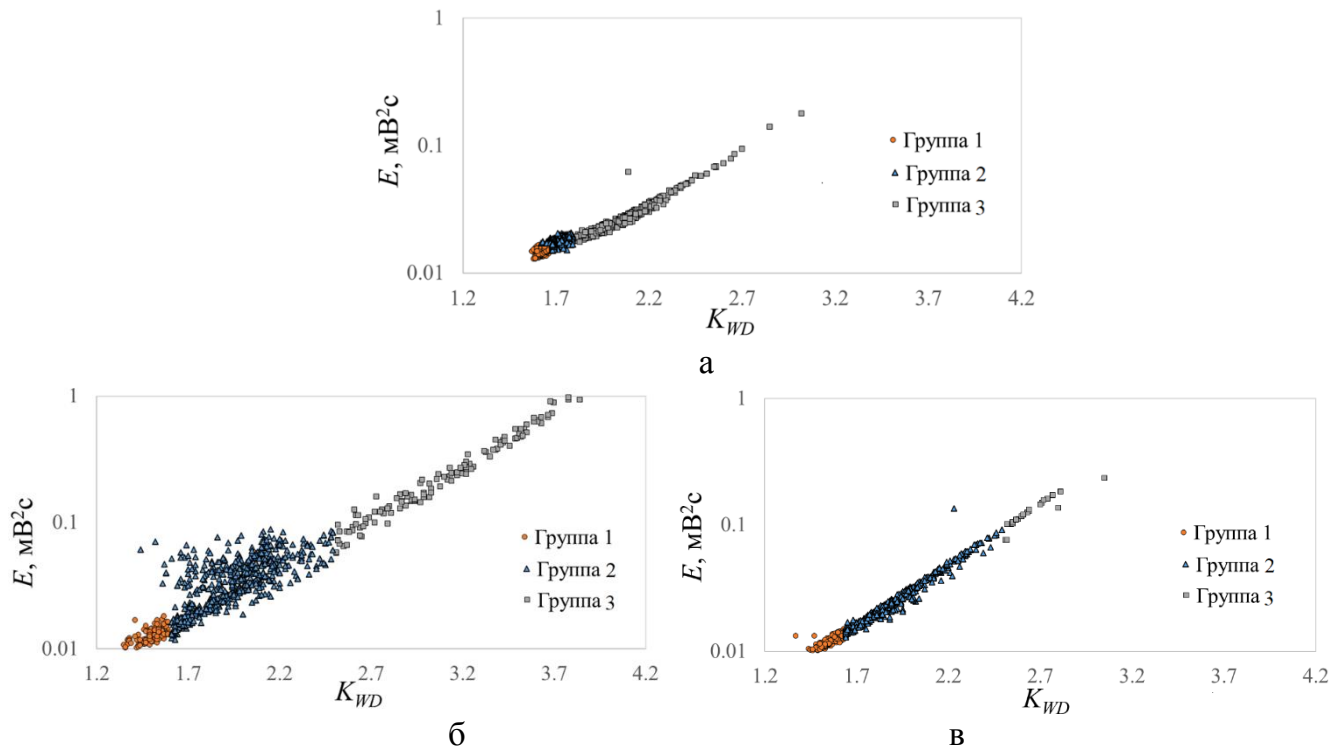 1
0.1
0.01
E, мВ²с
Группа 1
Группа 2
Группа 3
1.2 1.7 2.2 2.7 3.2 3.7 4.2
K_WD
а
1
0.1
0.01
E, мВ²с
Группа 1
Группа 2
Группа 3
1.2 1.7 2.2 2.7 3.2 3.7 4.2
K_WD
б
1
0.1
0.01
E, мВ²с
Группа 1
Группа 2
Группа 3
1.2 1.7 2.2 2.7 3.2 3.7 4.2
K_WD
в